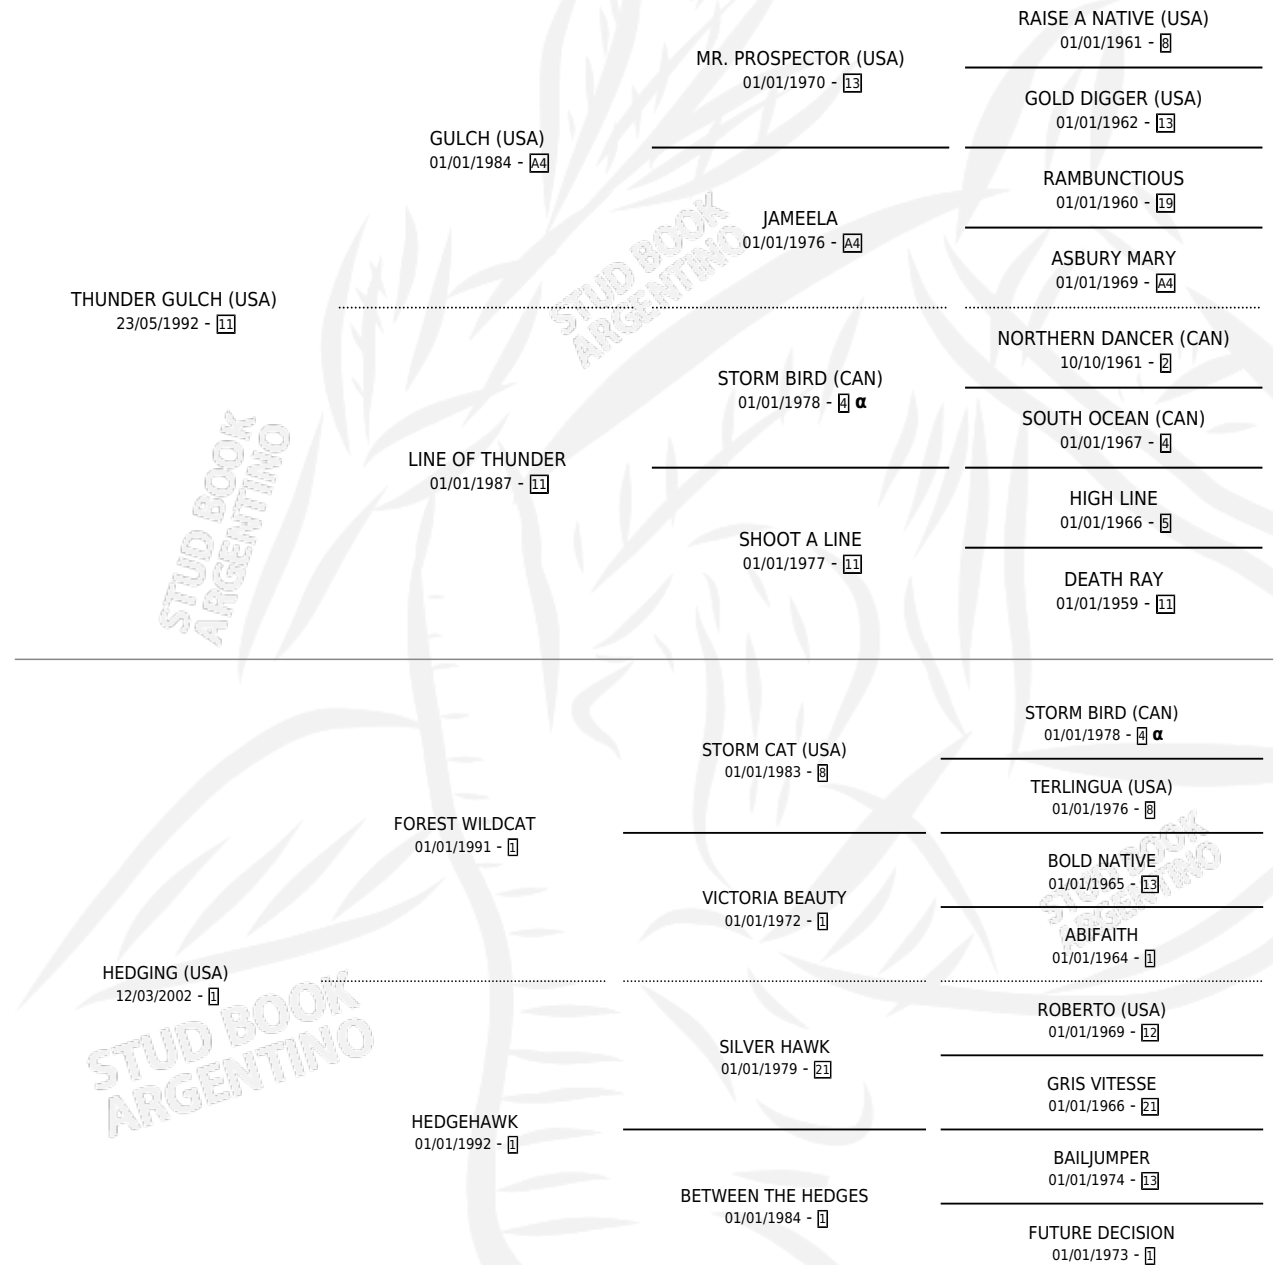 RAISE A NATIVE (USA)
01/01/1961 - 8
MR. PROSPECTOR (USA)
01/01/1970 - 13
GOLD DIGGER (USA)
01/01/1962 - 13
GULCH (USA)
01/01/1984 - A4
RAMBUNCTIOUS
01/01/1960 - 19
JAMEELA
01/01/1976 - A4
ASBURY MARY
01/01/1969 - A4
THUNDER GULCH (USA)
23/05/1992 - 11
NORTHERN DANCER (CAN)
10/10/1961 - 2
STORM BIRD (CAN)
01/01/1978 - 4 α
SOUTH OCEAN (CAN)
01/01/1967 - 4
LINE OF THUNDER
01/01/1987 - 11
HIGH LINE
01/01/1966 - 5
SHOOT A LINE
01/01/1977 - 11
DEATH RAY
01/01/1959 - 11
STORM BIRD (CAN)
01/01/1978 - 4 α
STORM CAT (USA)
01/01/1983 - 8
TERLINGUA (USA)
01/01/1976 - 8
FOREST WILDCAT
01/01/1991 - 1
BOLD NATIVE
01/01/1965 - 13
VICTORIA BEAUTY
01/01/1972 - 1
ABIFAITH
01/01/1964 - 1
HEDGING (USA)
12/03/2002 - 1
ROBERTO (USA)
01/01/1969 - 12
SILVER HAWK
01/01/1979 - 21
GRIS VITESSE
01/01/1966 - 21
HEDGEHAWK
01/01/1992 - 1
BAILJUMPER
01/01/1974 - 13
BETWEEN THE HEDGES
01/01/1984 - 1
FUTURE DECISION
01/01/1973 - 1
STUD BOOK
ARGENTINO
STUD BOOK
ARGENTINO
STUD BOOK
ARGENTINO
STUD BOOK
ARGENTINO